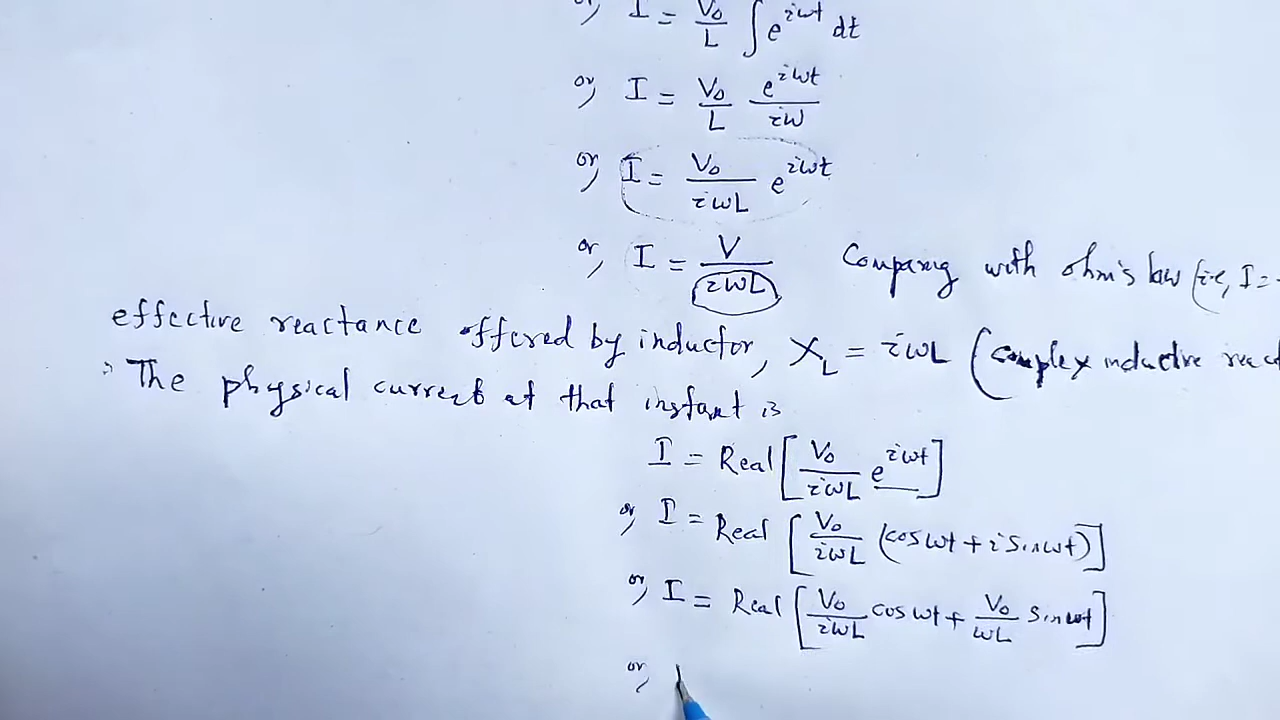 or, I = V₀/L ∫ e^{iωt} dt
or, I = V₀/L e^{iωt}/iω
or, I = V₀/iωL e^{iωt}
or, I = V/iωL Comparing with ohm's law (i.e, I =
effective reactance offered by inductor, X_L = iωL (complex inductive reac
∴ The physical current at that instant is
I = Real [V₀/iωL e^{iωt}]
or, I = Real [V₀/iωL (cos ωt + i sin ωt)]
or, I = Real [V₀/iωL cos ωt + V₀/ωL sin ωt]
or,